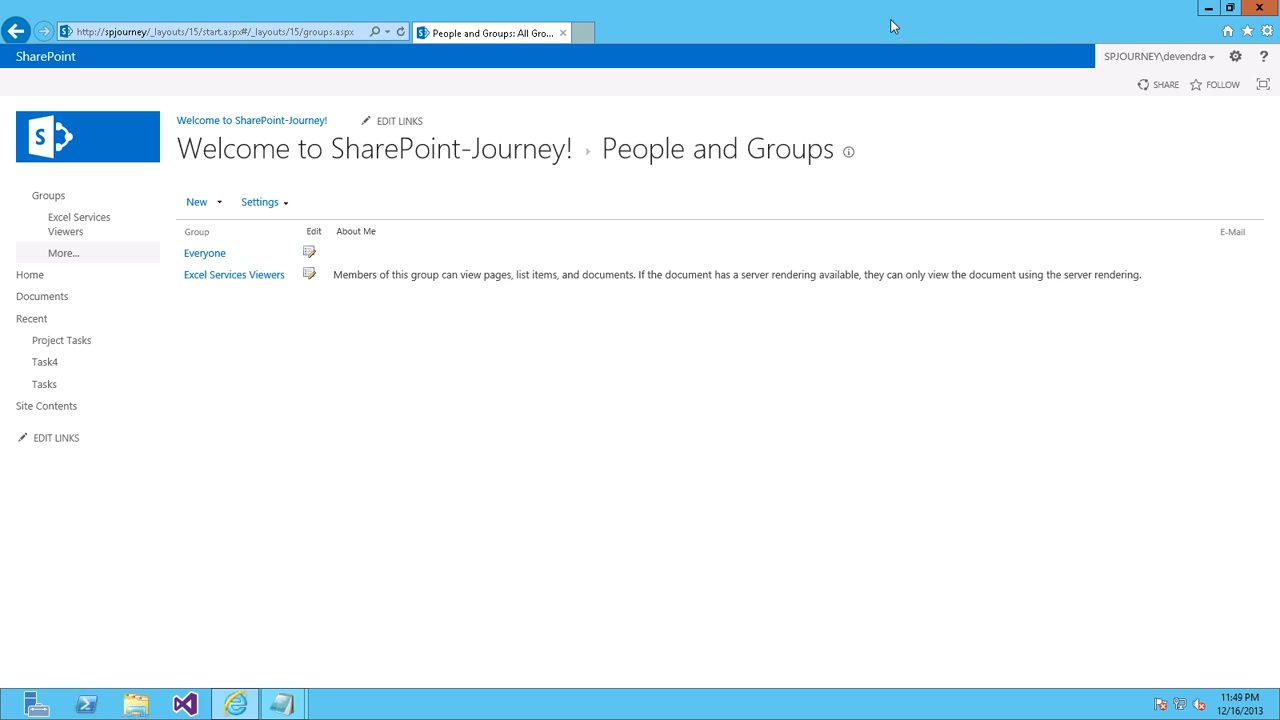 http://spjourney/_layouts/15/start.aspx#/_layouts/15/groups.aspx
People and Groups: All Gro...
SharePoint
SPJOURNEY\devendra
SHARE
FOLLOW
S
Welcome to SharePoint-Journey!
EDIT LINKS
Welcome to SharePoint-Journey! People and Groups
Groups
Excel Services
Viewers
More...
Home
Documents
Recent
Project Tasks
Task4
Tasks
Site Contents
EDIT LINKS
New Settings
Group Edit About Me E-Mail
Everyone
Excel Services Viewers Members of this group can view pages, list items, and documents. If the document has a server rendering available, they can only view the document using the server rendering.
11:49 PM
12/16/2013